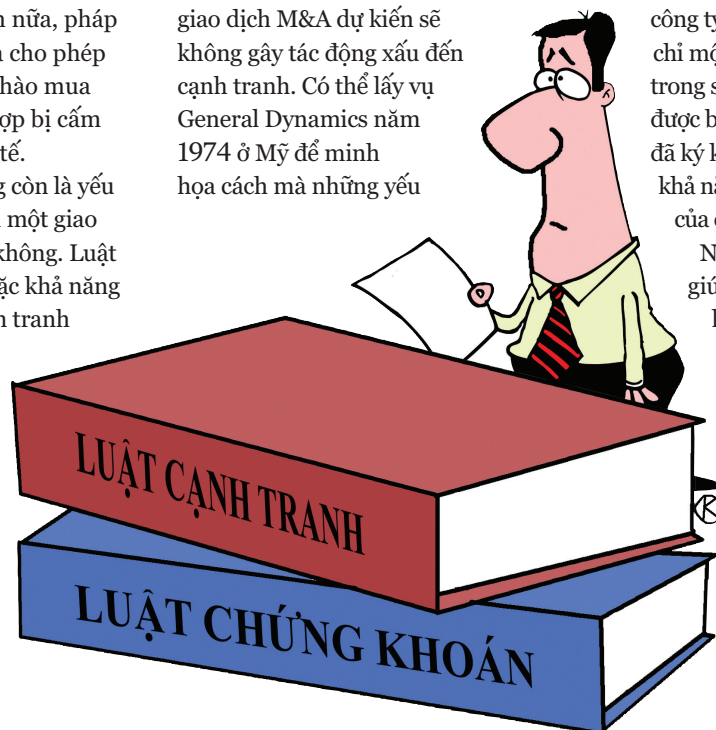 nữa, pháp
cho phép
hào mua
ợp bị cấm
tế.
còn là yếu
một giao
không. Luật
ặc khả năng
tranh
giao dịch M&A dự kiến sẽ
không gây tác động xấu đến
cạnh tranh. Có thể lấy vụ
General Dynamics năm
1974 ở Mỹ để minh
họa cách mà những yếu
công ty
chỉ một
trong s
được b
đã ký k
khả nă
của
N
giú
LUẬT CẠNH TRANH
LUẬT CHỨNG KHOÁN